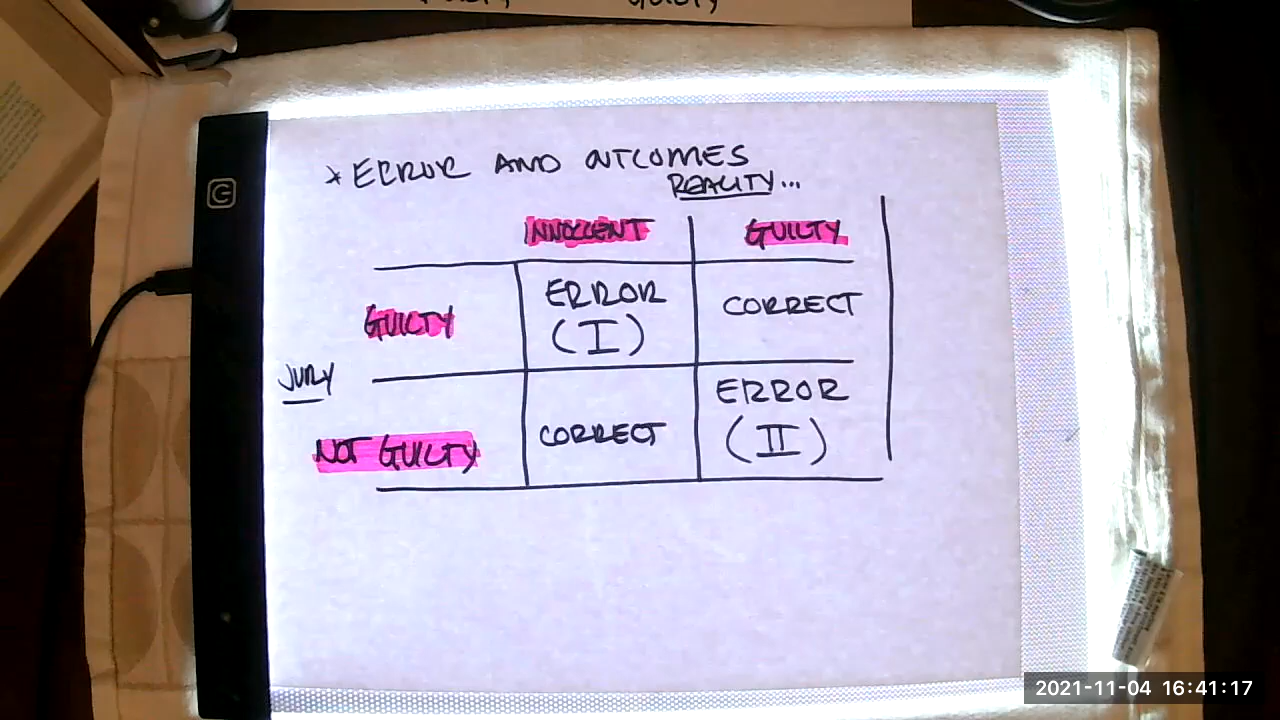 * ERROR AND OUTCOMES
REALITY...
INNOCENT GUILTY
GUILTY ERROR (I) CORRECT
JURY
NOT GUILTY CORRECT ERROR (II)
2021-11-04 16:41:17